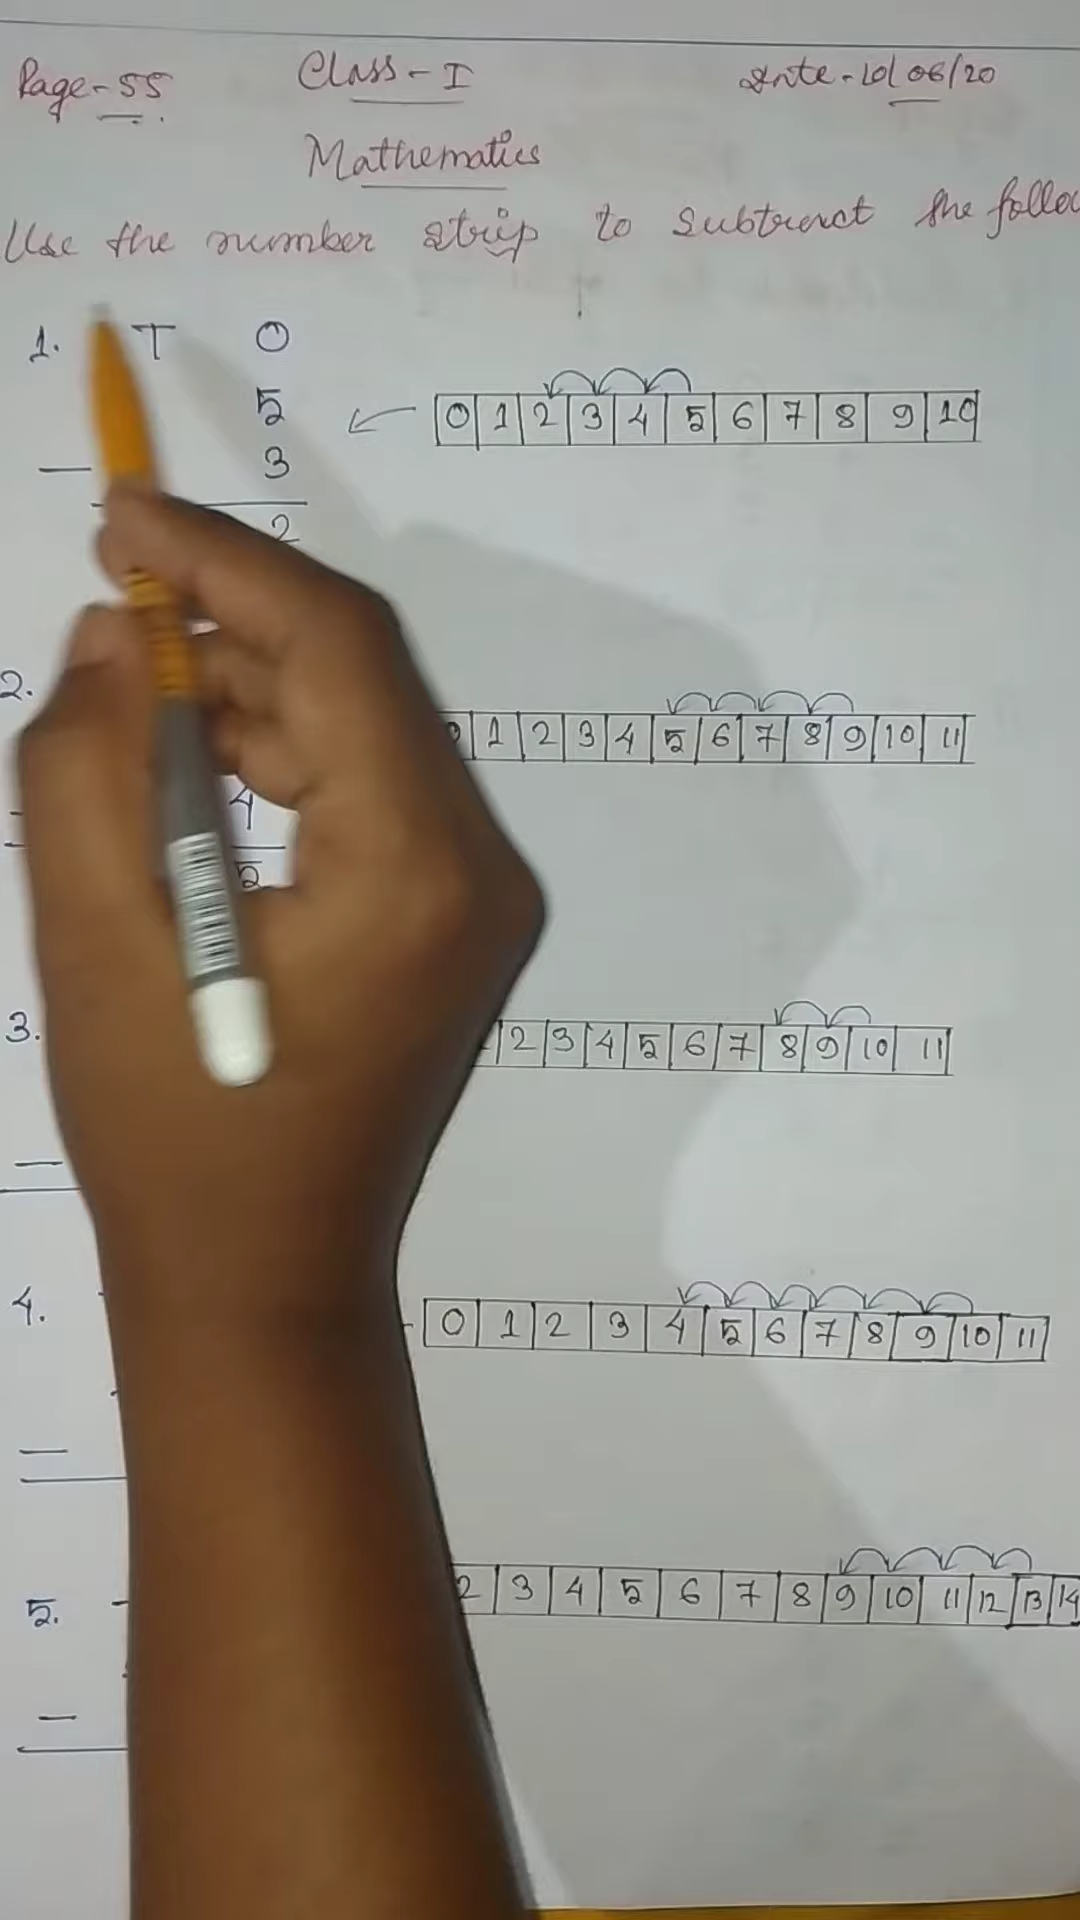 Page-55 Class-I Date-10/06/20
Mathematics
Use the number strip to subtract the follo
1. T O
5
0 1 2 3 4 5 6 7 8 9 10
— 3
2
2.
1 2 3 4 5 6 7 8 9 10 11
4
5
3.
2 3 4 5 6 7 8 9 10 11
—
4.
0 1 2 3 4 5 6 7 8 9 10 11
—
5.
2 3 4 5 6 7 8 9 10 11 12 13 14
—